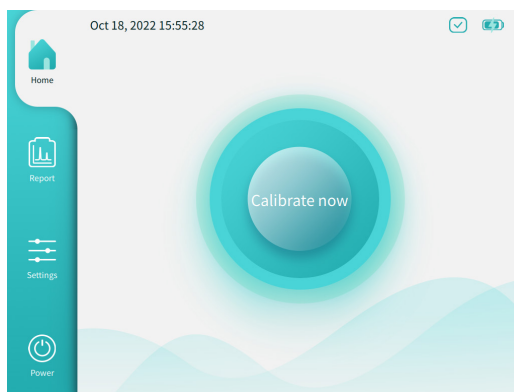 Oct 18, 2022 15:55:28
Home
Report
Calibrate now
Settings
Power